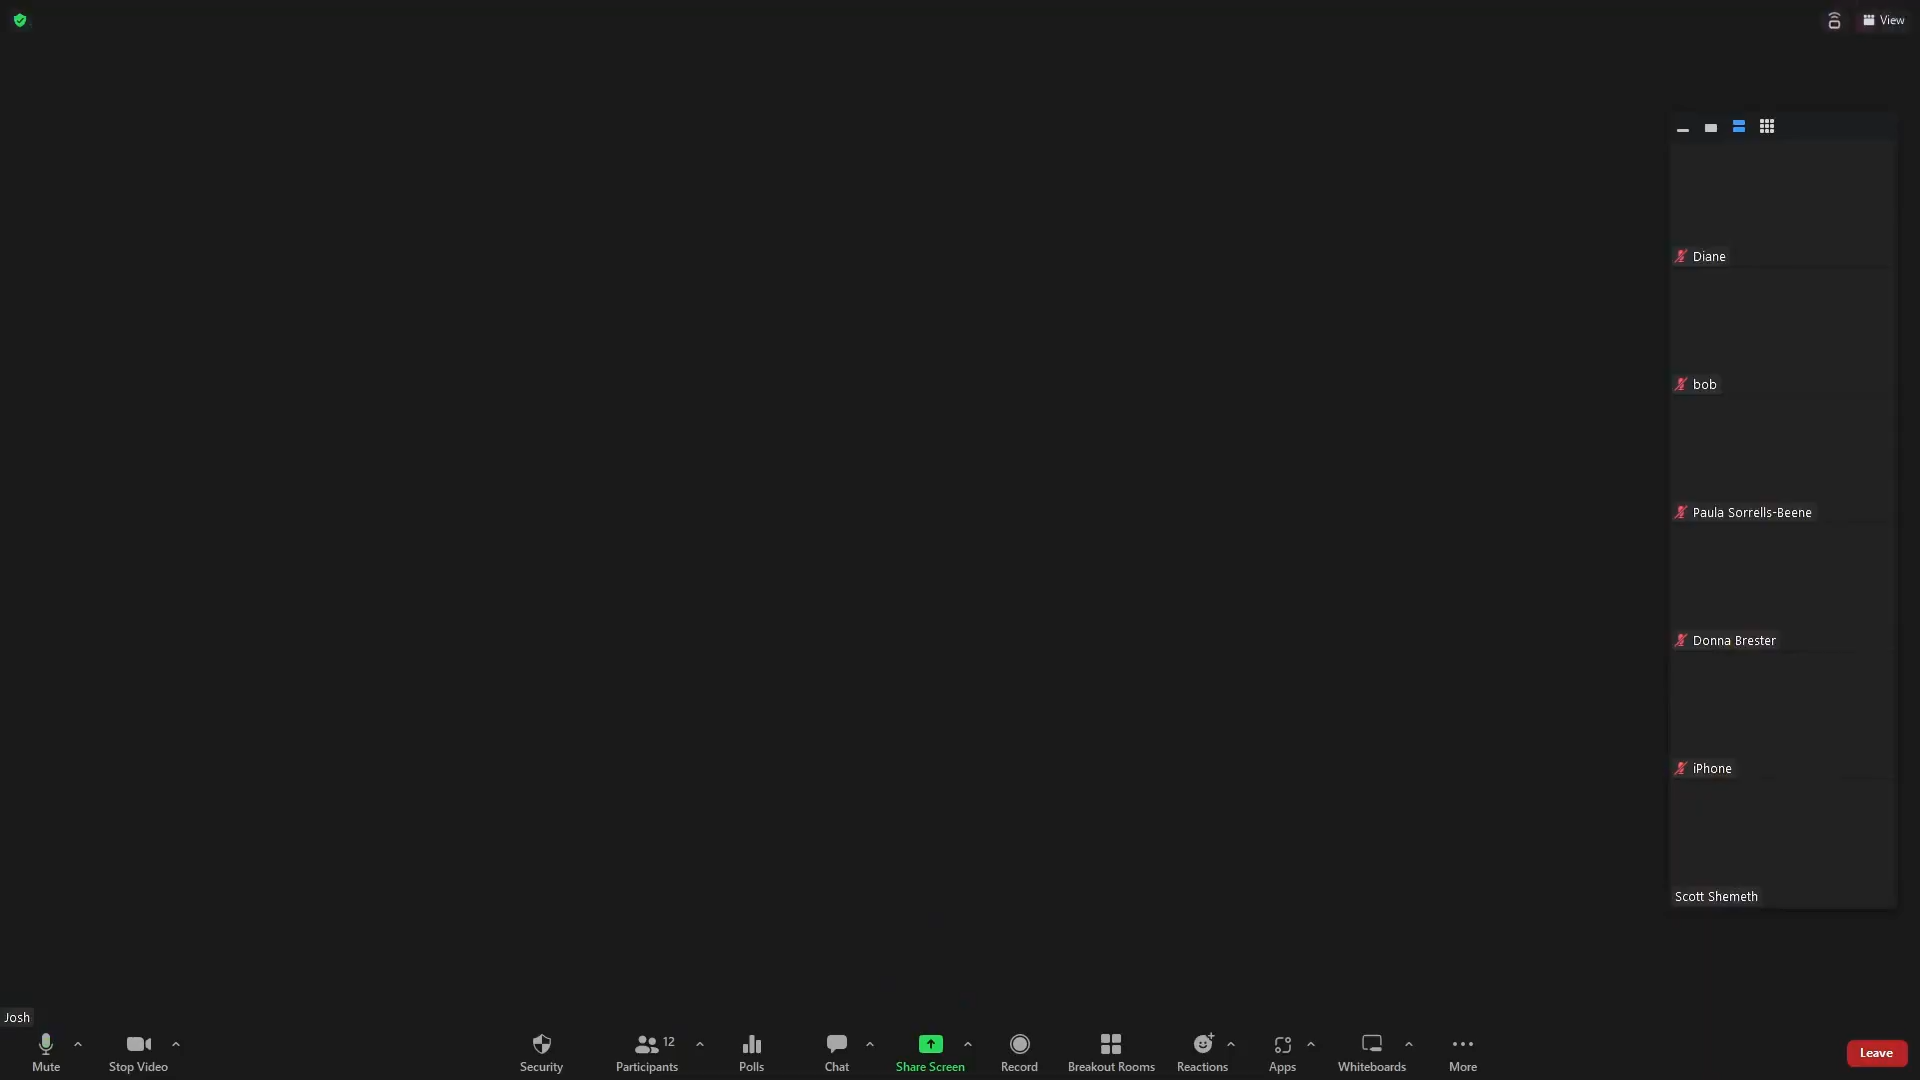 View
Diane
bob
Paula Sorrells-Beene
Donna Brester
iPhone
Scott Shemeth
Josh
Mute
Stop Video
Security
12
Participants
Polls
Chat
Share Screen
Record
Breakout Rooms
Reactions
Apps
Whiteboards
More
Leave